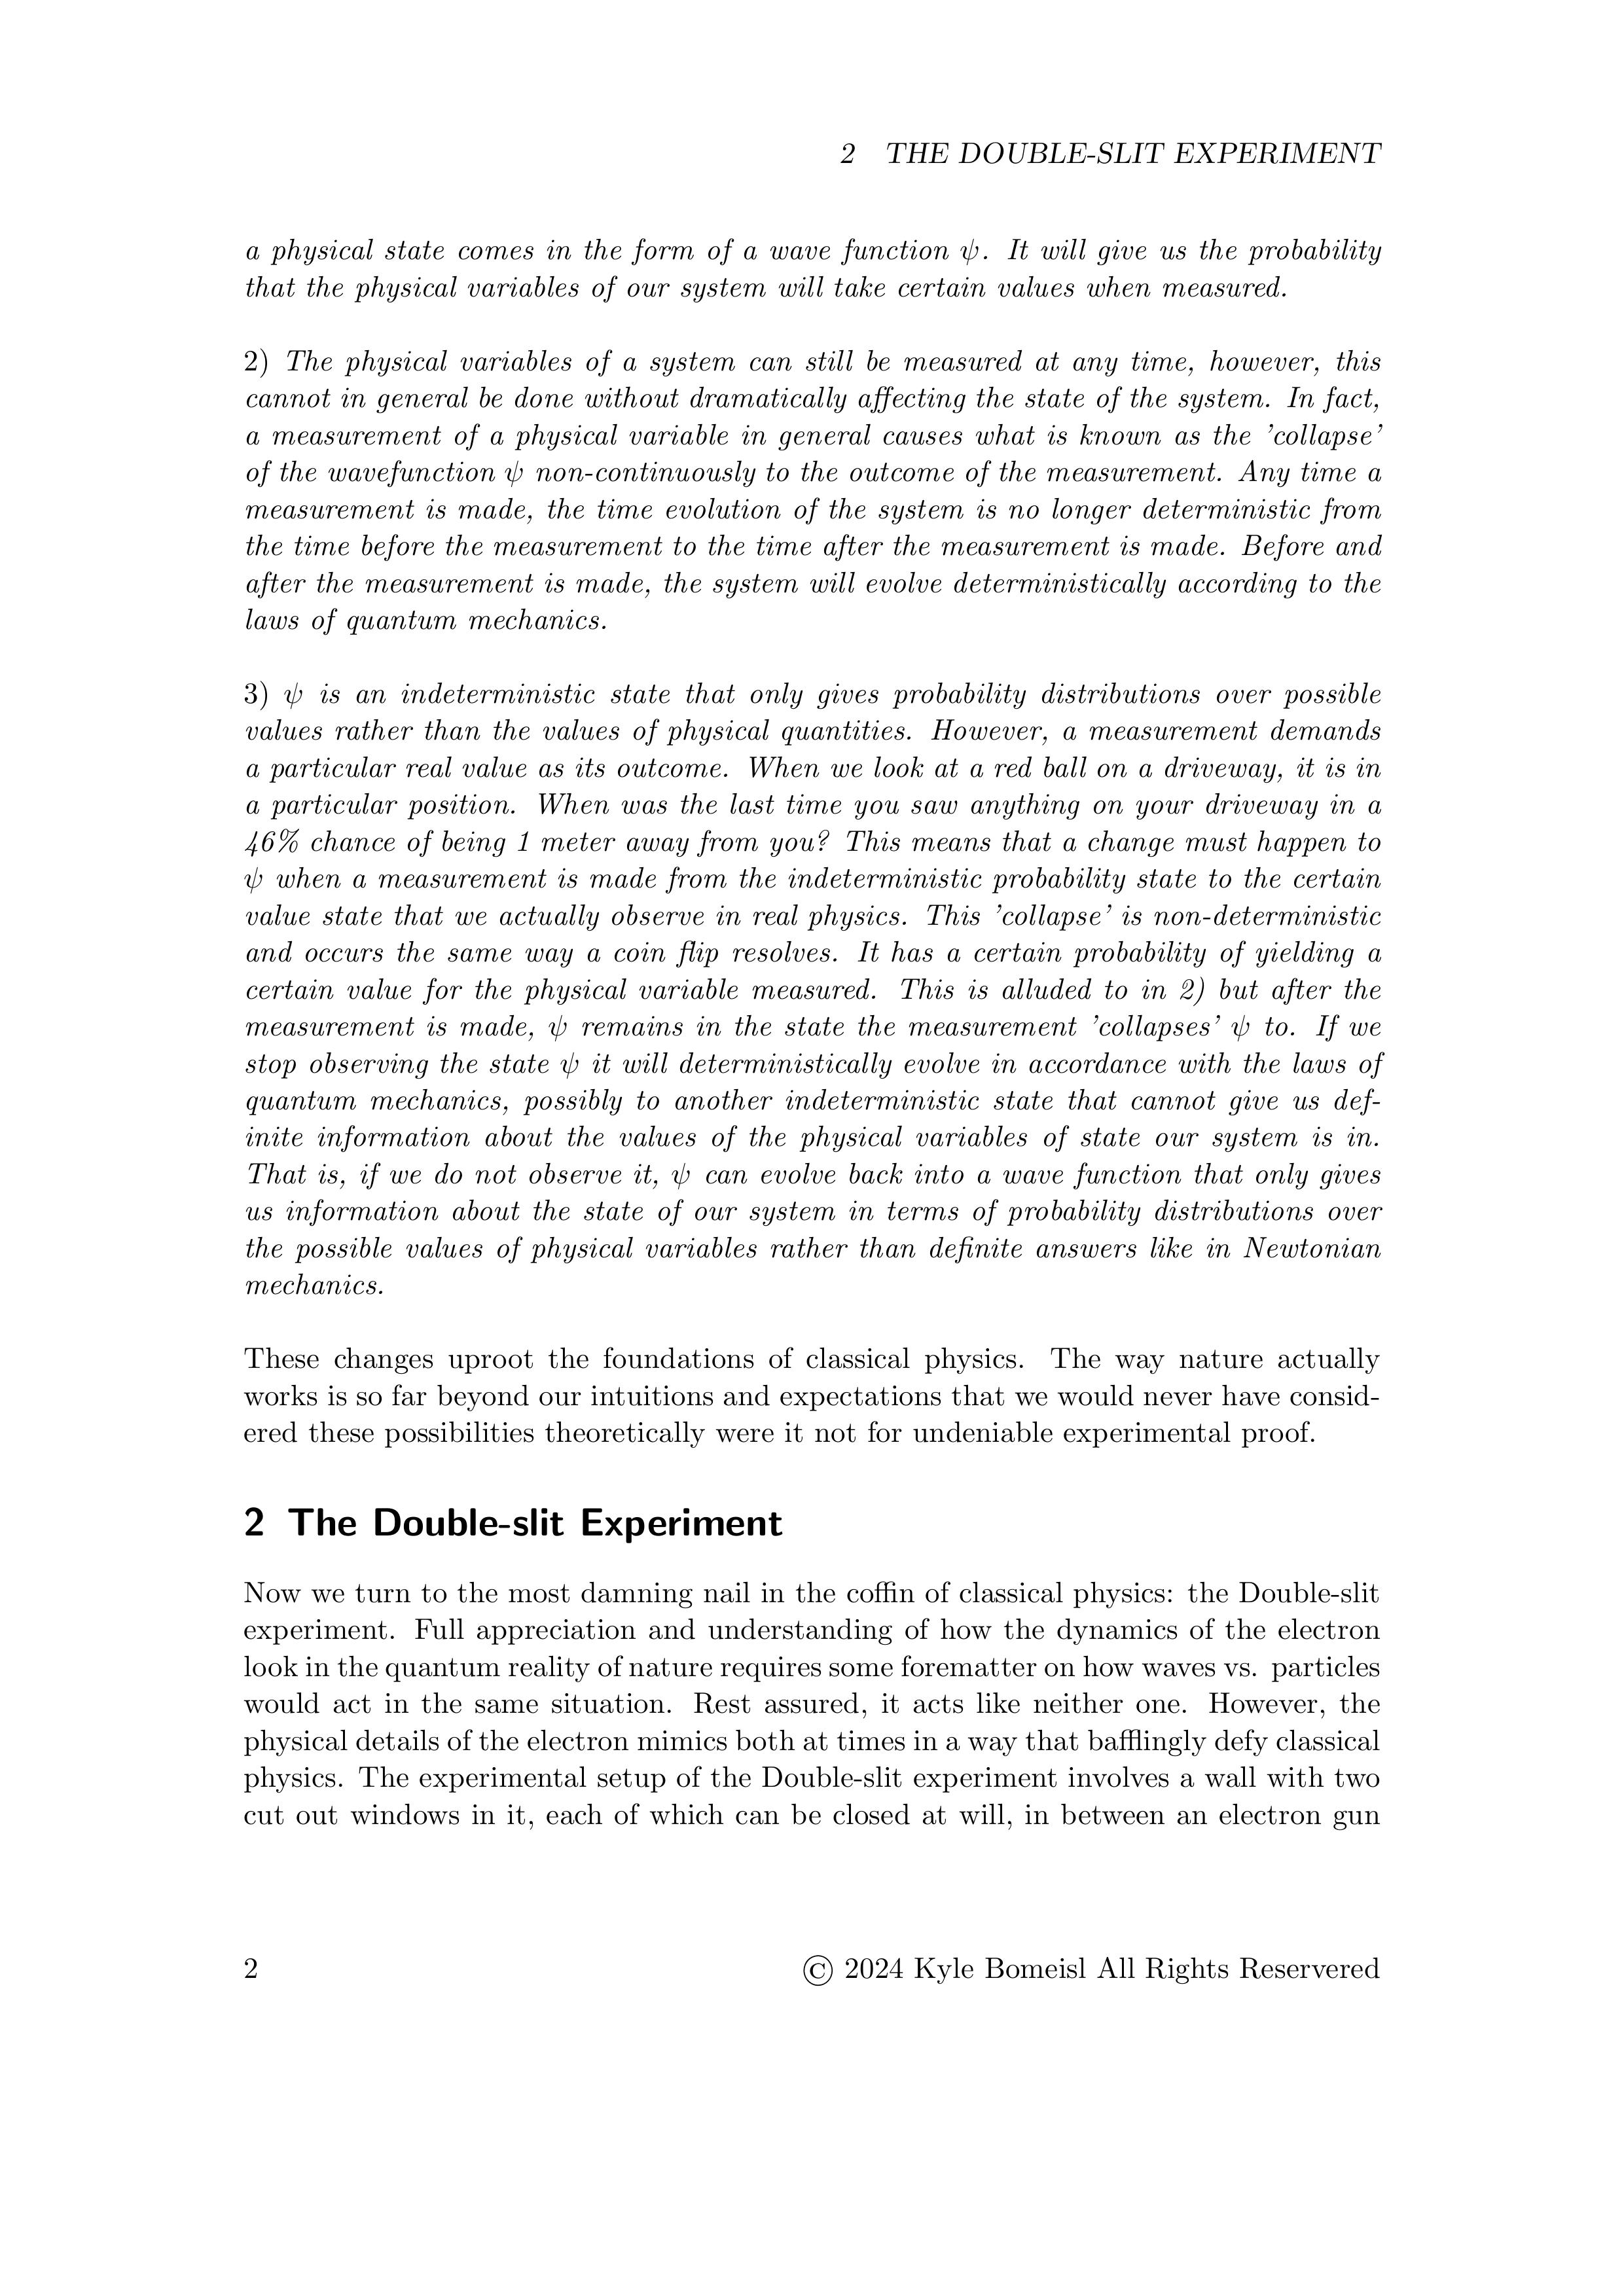 2 THE DOUBLE-SLIT EXPERIMENT
a physical state comes in the form of a wave function ψ. It will give us the probability
that the physical variables of our system will take certain values when measured.
2) The physical variables of a system can still be measured at any time, however, this
cannot in general be done without dramatically affecting the state of the system. In fact,
a measurement of a physical variable in general causes what is known as the 'collapse'
of the wavefunction ψ non-continuously to the outcome of the measurement. Any time a
measurement is made, the time evolution of the system is no longer deterministic from
the time before the measurement to the time after the measurement is made. Before and
after the measurement is made, the system will evolve deterministically according to the
laws of quantum mechanics.
3) ψ is an indeterministic state that only gives probability distributions over possible
values rather than the values of physical quantities. However, a measurement demands
a particular real value as its outcome. When we look at a red ball on a driveway, it is in
a particular position. When was the last time you saw anything on your driveway in a
46% chance of being 1 meter away from you? This means that a change must happen to
ψ when a measurement is made from the indeterministic probability state to the certain
value state that we actually observe in real physics. This 'collapse' is non-deterministic
and occurs the same way a coin flip resolves. It has a certain probability of yielding a
certain value for the physical variable measured. This is alluded to in 2) but after the
measurement is made, ψ remains in the state the measurement 'collapses' ψ to. If we
stop observing the state ψ it will deterministically evolve in accordance with the laws of
quantum mechanics, possibly to another indeterministic state that cannot give us def-
inite information about the values of the physical variables of state our system is in.
That is, if we do not observe it, ψ can evolve back into a wave function that only gives
us information about the state of our system in terms of probability distributions over
the possible values of physical variables rather than definite answers like in Newtonian
mechanics.
These changes uproot the foundations of classical physics. The way nature actually
works is so far beyond our intuitions and expectations that we would never have consid-
ered these possibilities theoretically were it not for undeniable experimental proof.
2 The Double-slit Experiment
Now we turn to the most damning nail in the coffin of classical physics: the Double-slit
experiment. Full appreciation and understanding of how the dynamics of the electron
look in the quantum reality of nature requires some forematter on how waves vs. particles
would act in the same situation. Rest assured, it acts like neither one. However, the
physical details of the electron mimics both at times in a way that bafflingly defy classical
physics. The experimental setup of the Double-slit experiment involves a wall with two
cut out windows in it, each of which can be closed at will, in between an electron gun
2 © 2024 Kyle Bomeisl All Rights Reservered